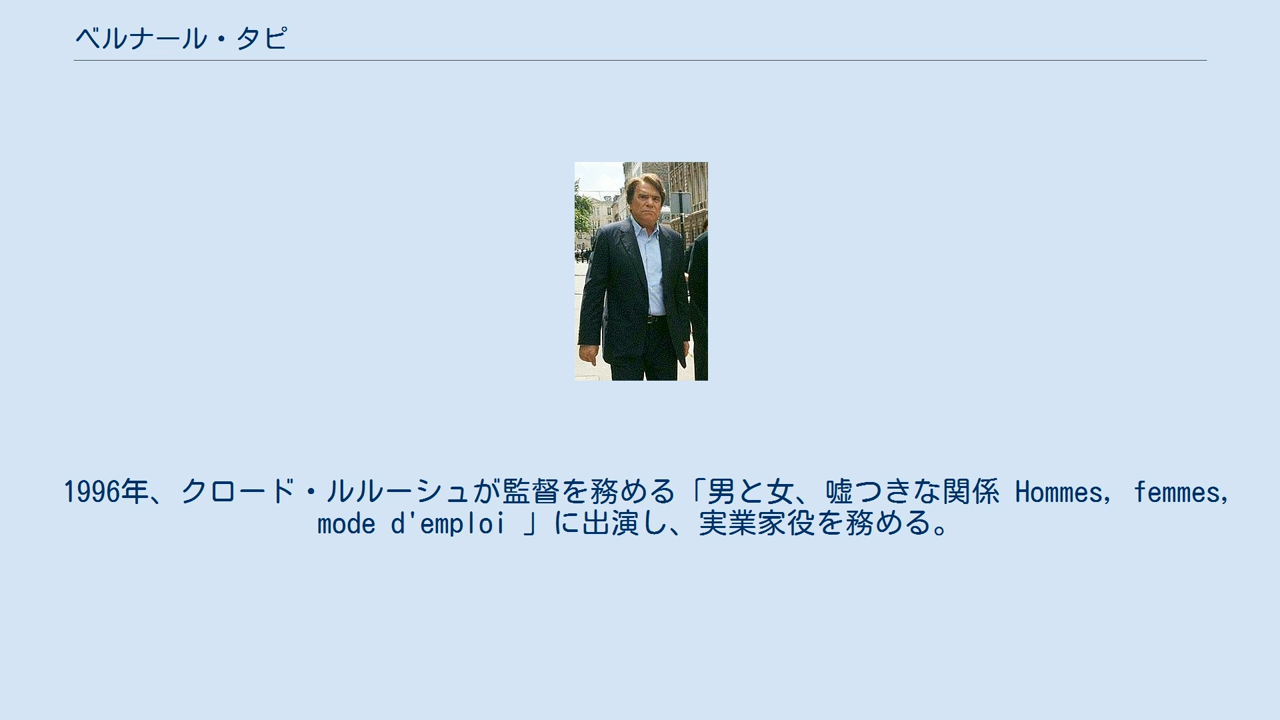 ベルナール・タピ
1996年、クロード・ルルーシュが監督を務める「男と女、嘘つきな関係 Hommes, femmes,
mode d'emploi 」に出演し、実業家役を務める。